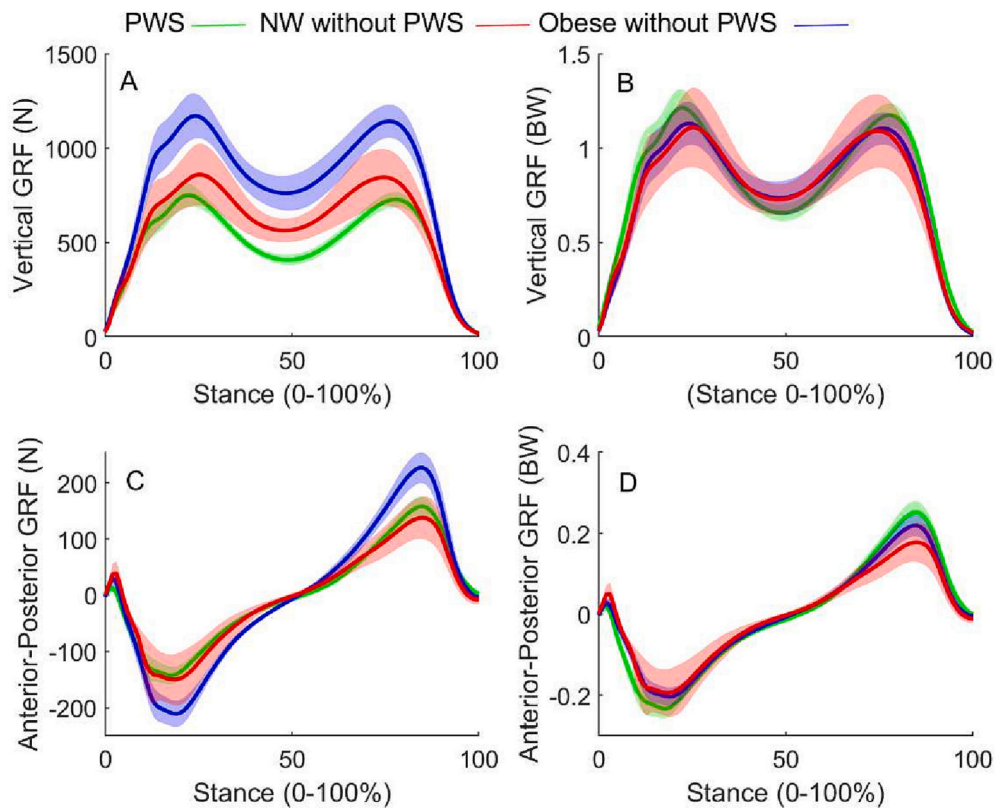 PWS NW without PWS Obese without PWS
A
Vertical GRF (N)
1500
1000
500
0
0 50 100
Stance (0-100%)
B
Vertical GRF (BW)
1.5
1
0.5
0
0 50 100
(Stance 0-100%)
C
Anterior-Posterior GRF (N)
200
100
0
-100
-200
0 50 100
Stance (0-100%)
D
Anterior-Posterior GRF (BW)
0.4
0.2
0
-0.2
0 50 100
Stance (0-100%)